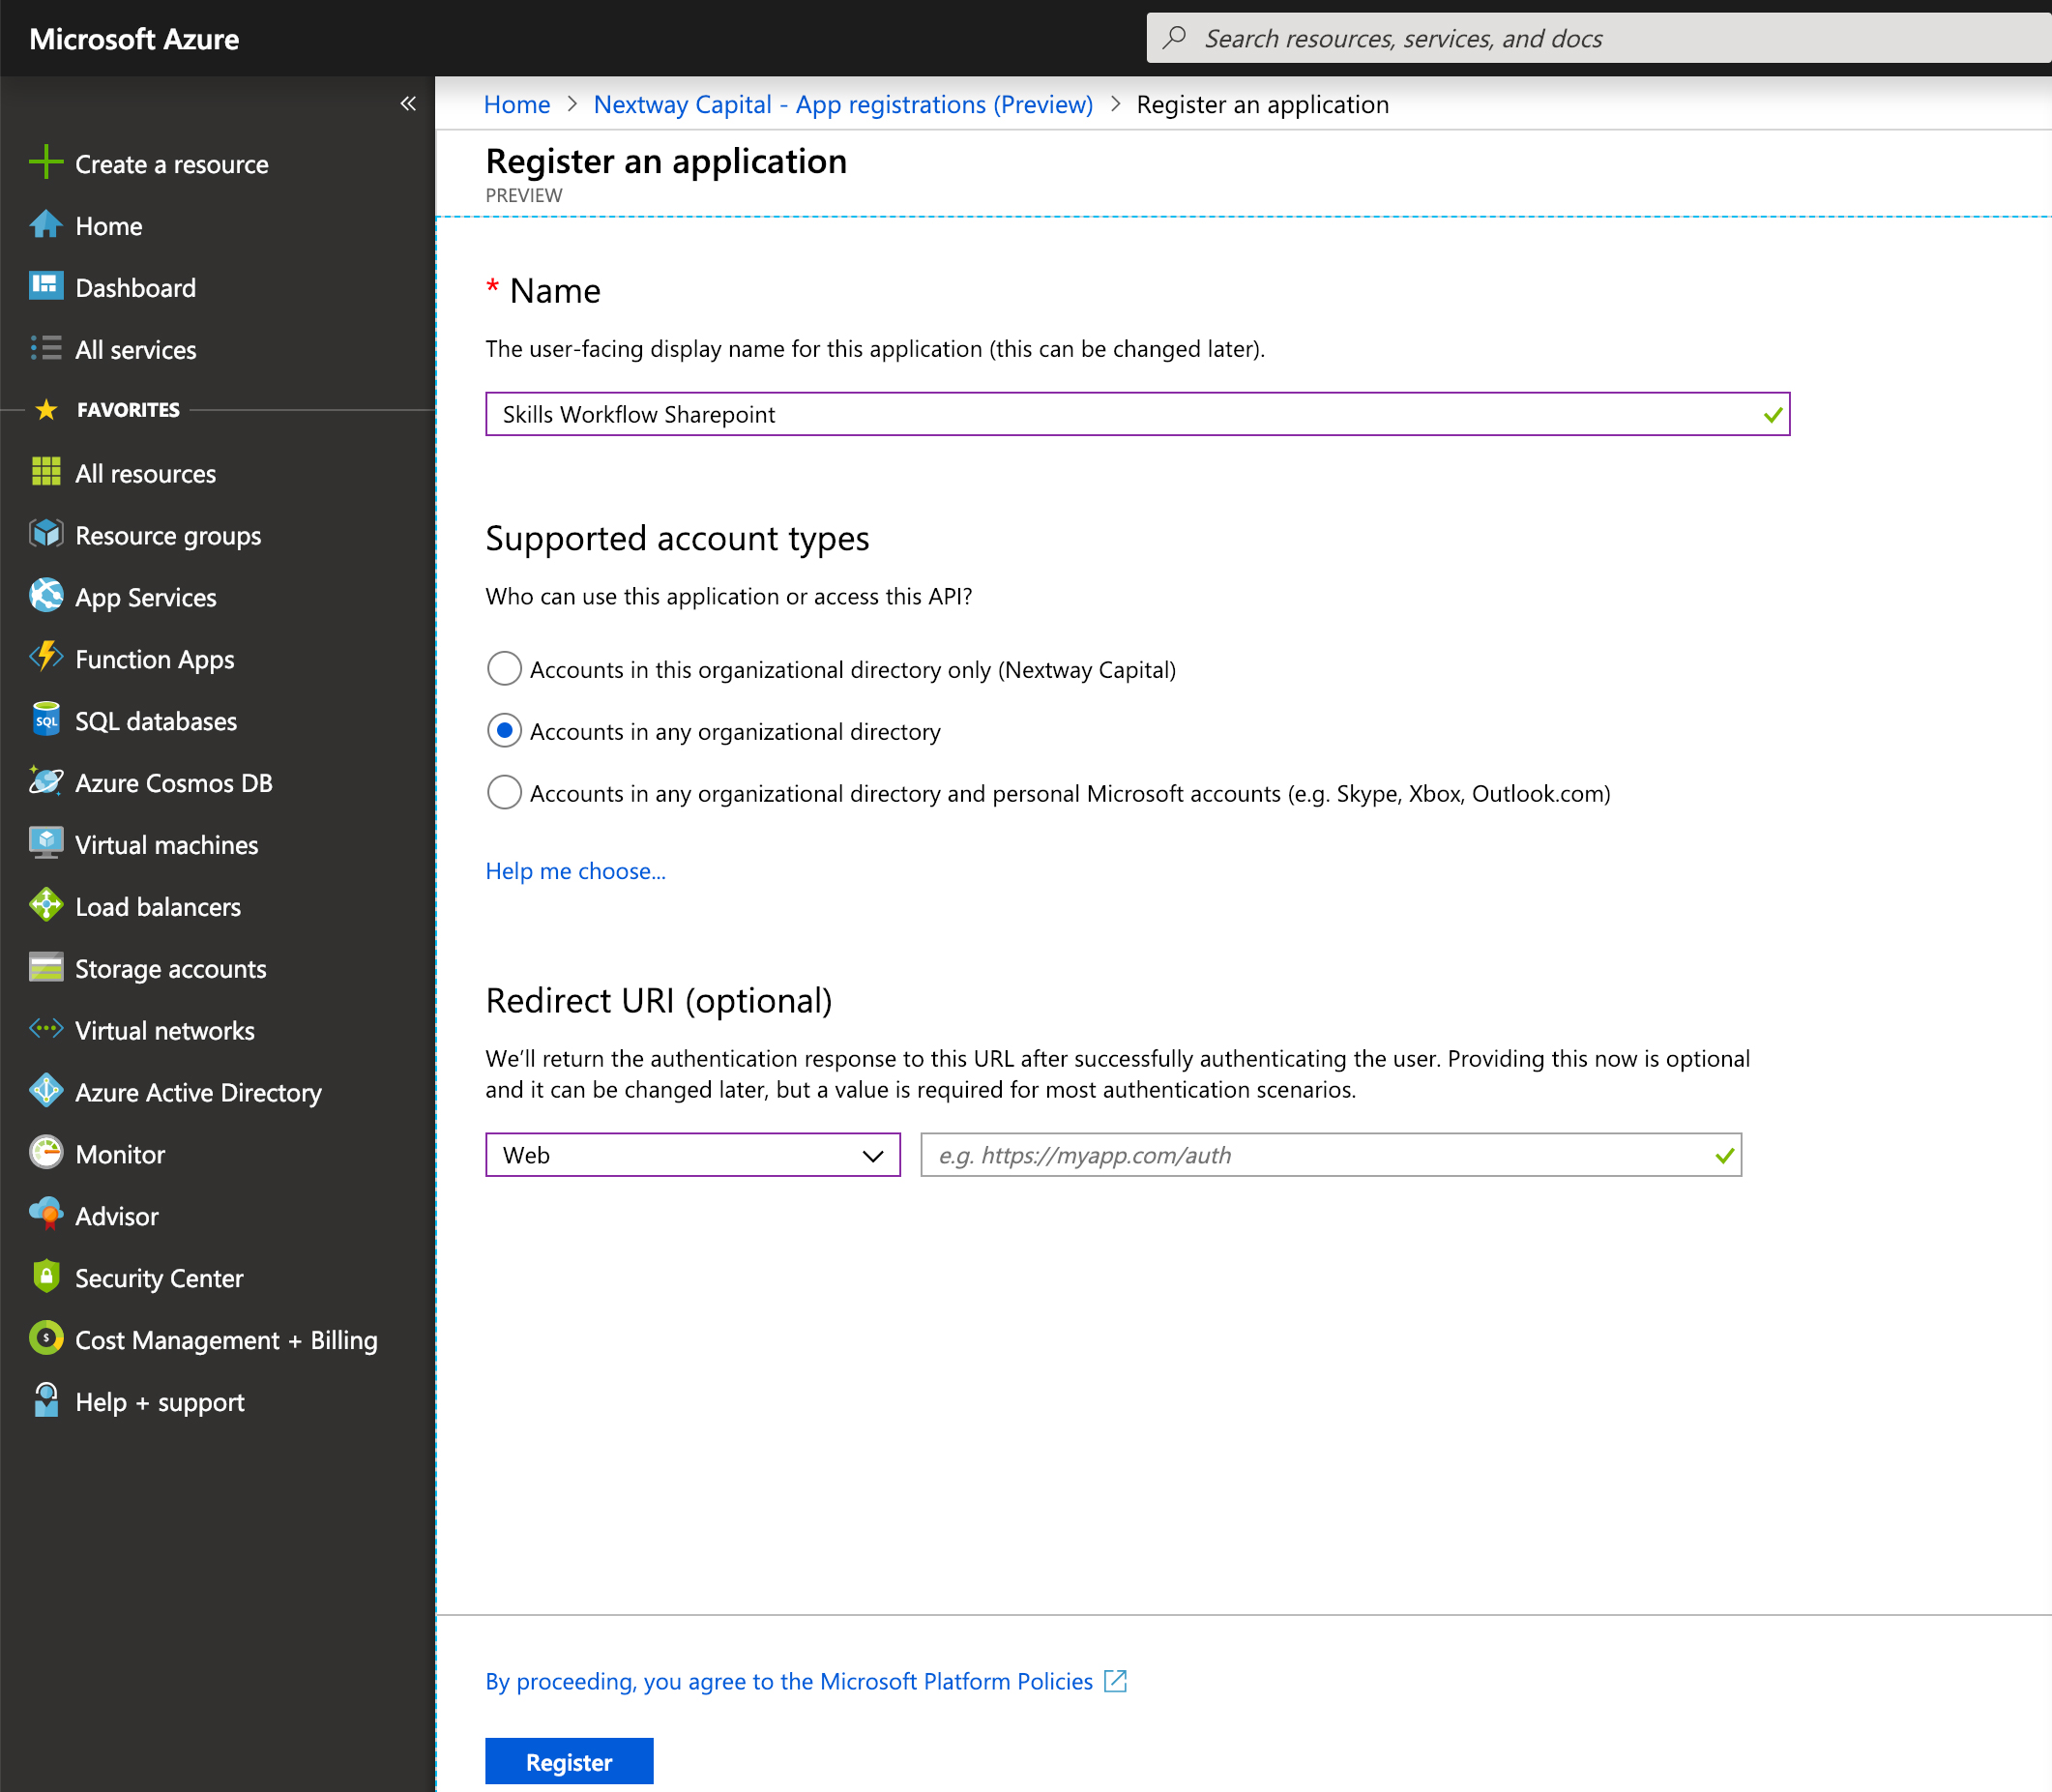 Microsoft Azure
Search resources, services, and docs
«
Home > Nextway Capital - App registrations (Preview) > Register an application
Register an application
PREVIEW
Create a resource
Home
Dashboard
All services
FAVORITES
All resources
Resource groups
App Services
Function Apps
SQL
SQL databases
Azure Cosmos DB
Virtual machines
Load balancers
Storage accounts
Virtual networks
Azure Active Directory
Monitor
Advisor
Security Center
$
Cost Management + Billing
Help + support
* Name
The user-facing display name for this application (this can be changed later).
Skills Workflow Sharepoint
Supported account types
Who can use this application or access this API?
Accounts in this organizational directory only (Nextway Capital)
Accounts in any organizational directory
Accounts in any organizational directory and personal Microsoft accounts (e.g. Skype, Xbox, Outlook.com)
Help me choose...
Redirect URI (optional)
We'll return the authentication response to this URL after successfully authenticating the user. Providing this now is optional
and it can be changed later, but a value is required for most authentication scenarios.
Web
e.g. https://myapp.com/auth
By proceeding, you agree to the Microsoft Platform Policies
Register